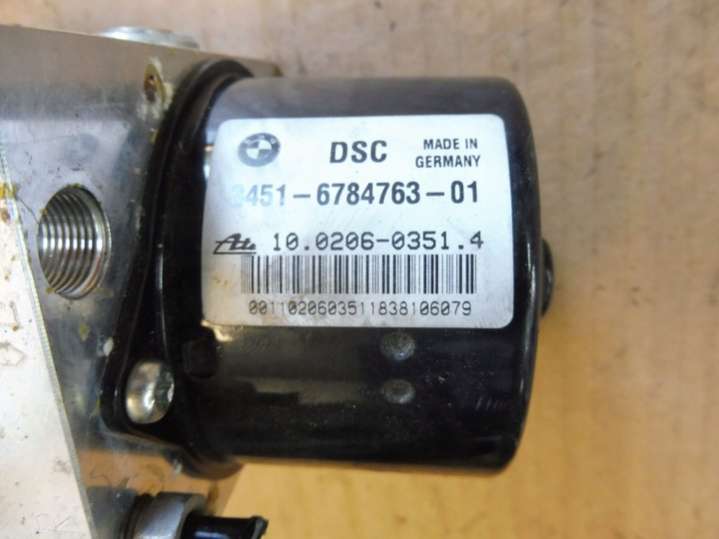 DSC
MADE IN
GERMANY
3451-6784763-01
Ate 10.0206-0351.4
0011020603511838106079